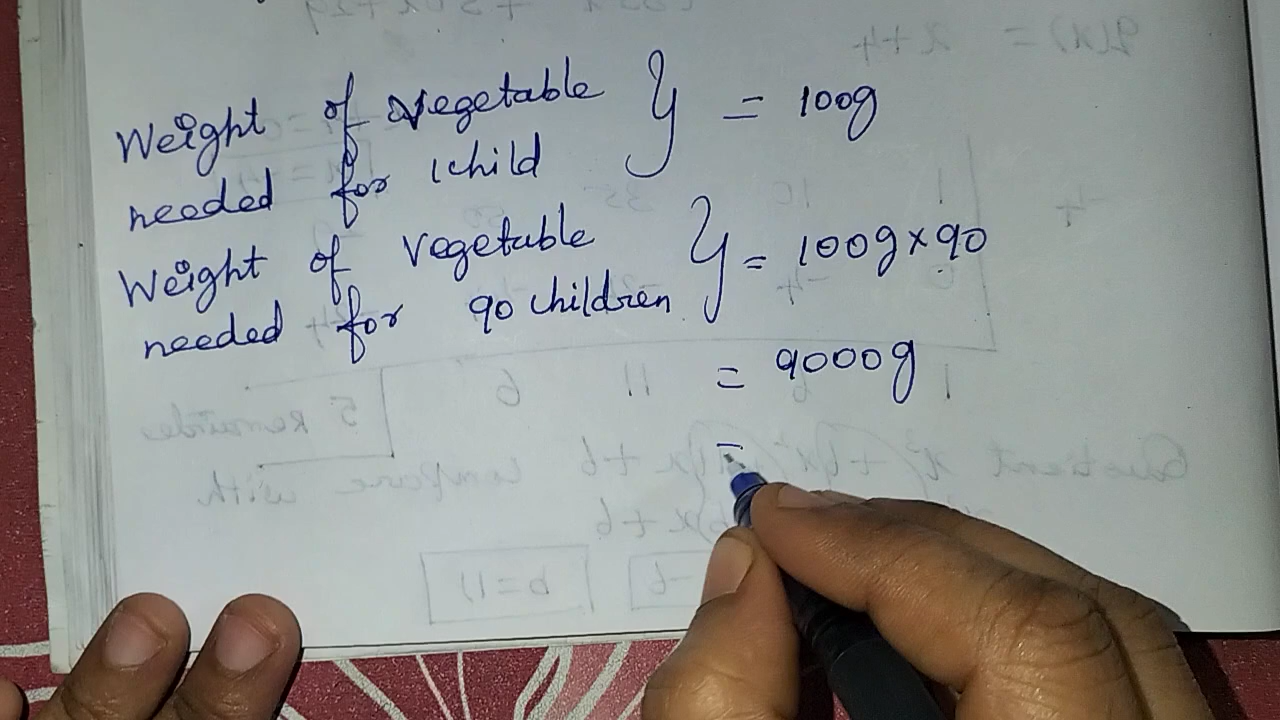 Weight of vegetable } = 100g
needed for 1child
Weight of vegetable } = 100g×90
needed for 90 children
= 9000g
=